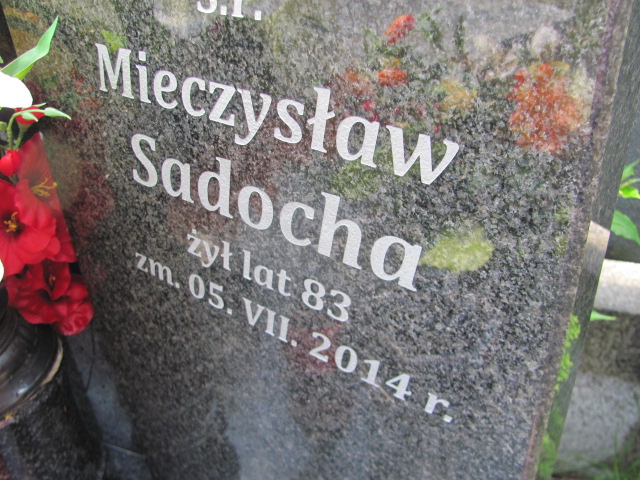 Ś.P.
Mieczysław
Sadocha
żył lat 83
zm. 05. VII. 2014 r.